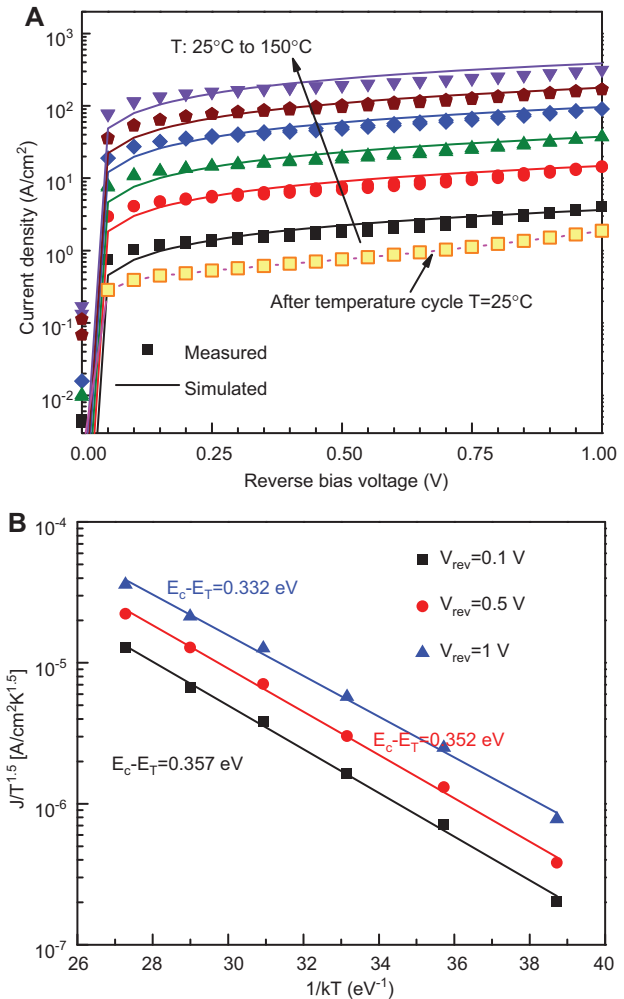 A
T: 25°C to 150°C
10³
10²
10¹
10⁰
10⁻¹
10⁻²
Current density (A/cm²)
After temperature cycle T=25°C
Measured
Simulated
0.00 0.25 0.50 0.75 1.00
Reverse bias voltage (V)
B
10⁻⁴
10⁻⁵
10⁻⁶
10⁻⁷
J/T¹·⁵ [A/cm²K¹·⁵]
V_rev=0.1 V
V_rev=0.5 V
V_rev=1 V
E_c-E_T=0.332 eV
E_c-E_T=0.352 eV
E_c-E_T=0.357 eV
26 28 30 32 34 36 38 40
1/kT (eV⁻¹)